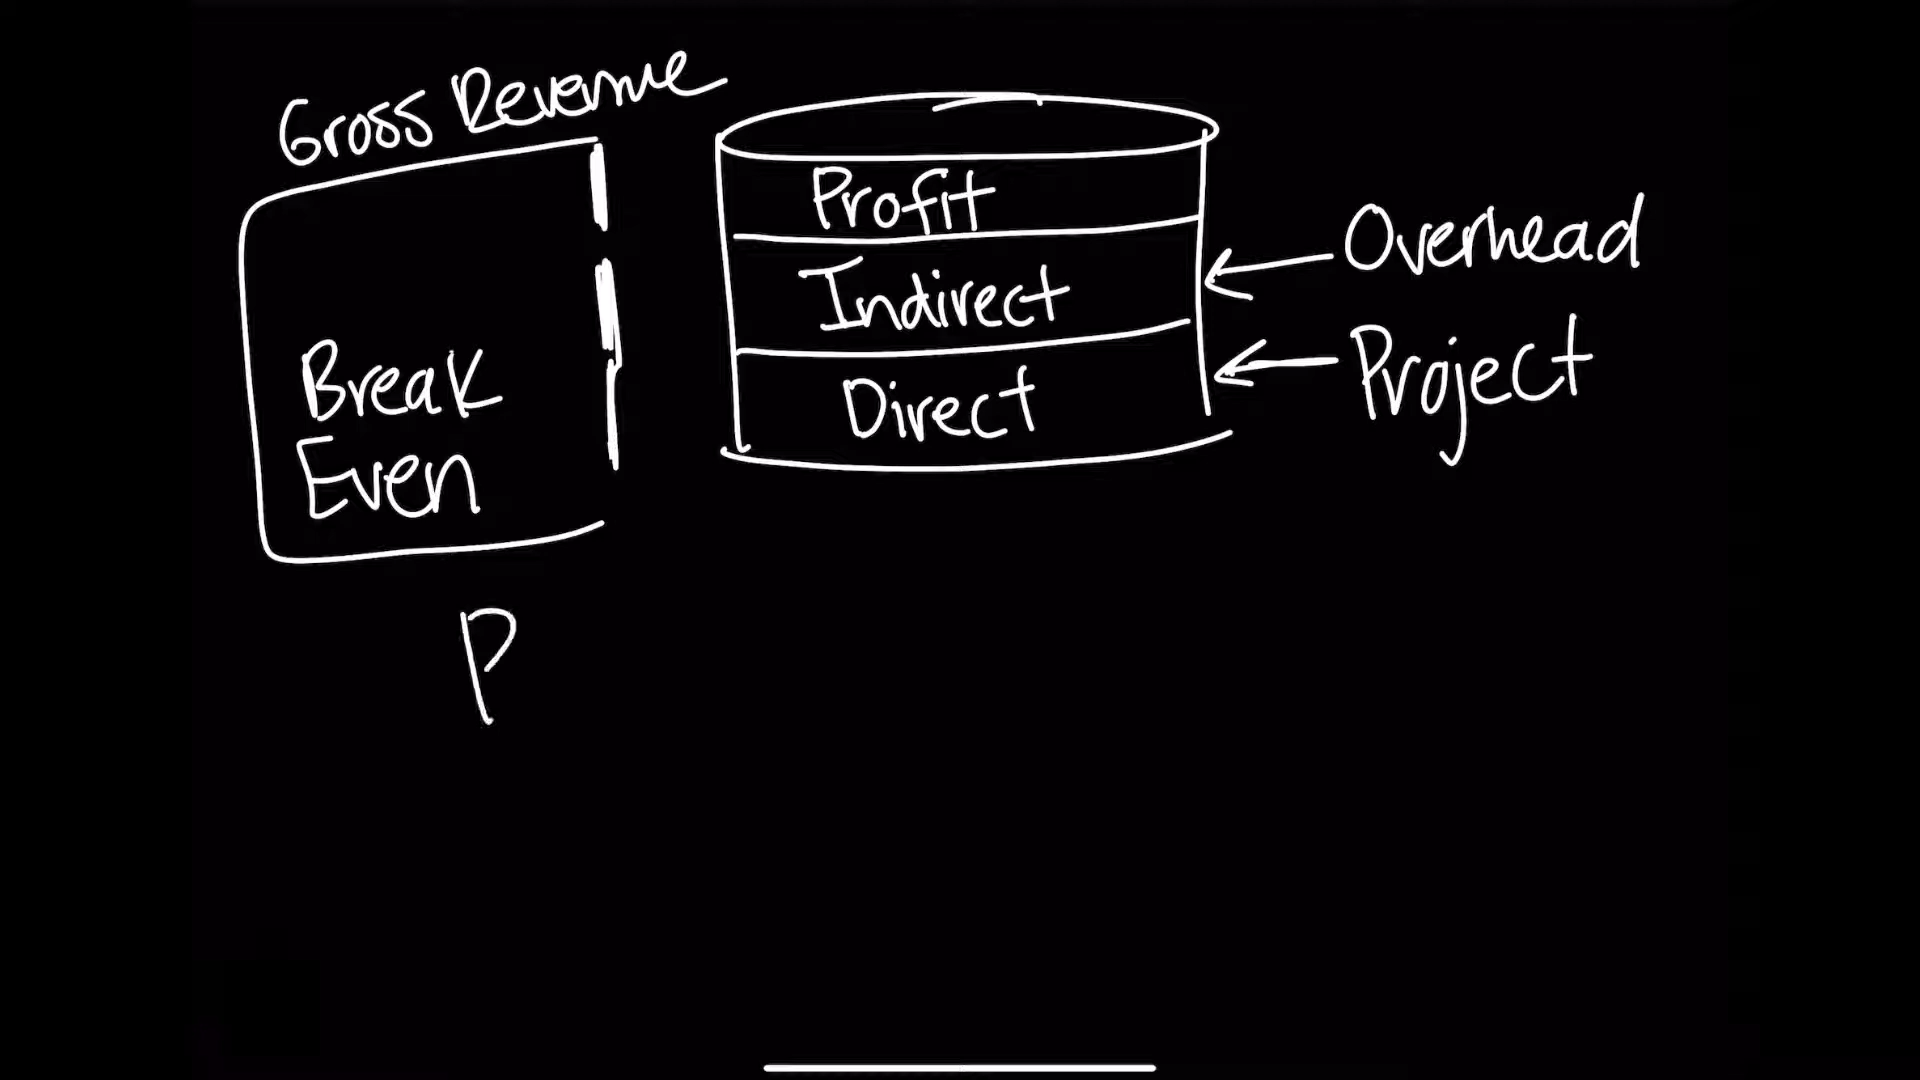 Gross Revenue
Profit
Indirect
Direct
Overhead
Project
Break
Even
P